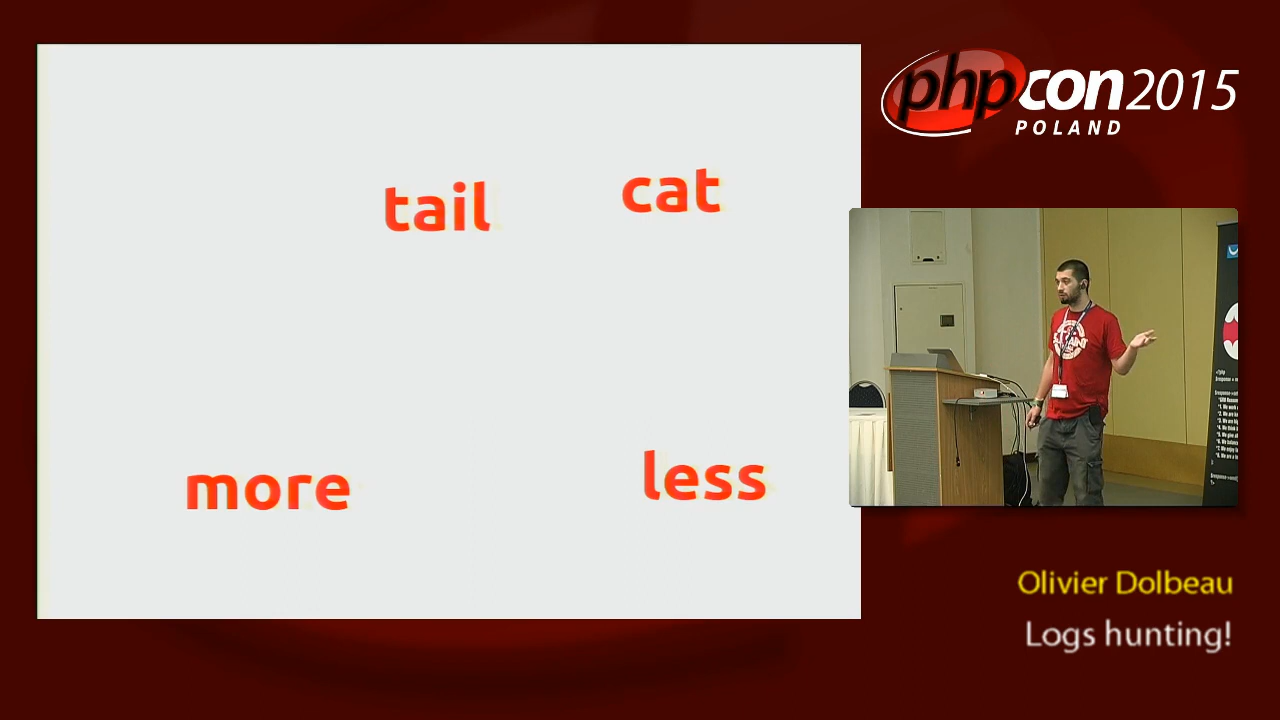 tail
cat
more
less
phpcon2015
POLAND
Olivier Dolbeau
Logs hunting!